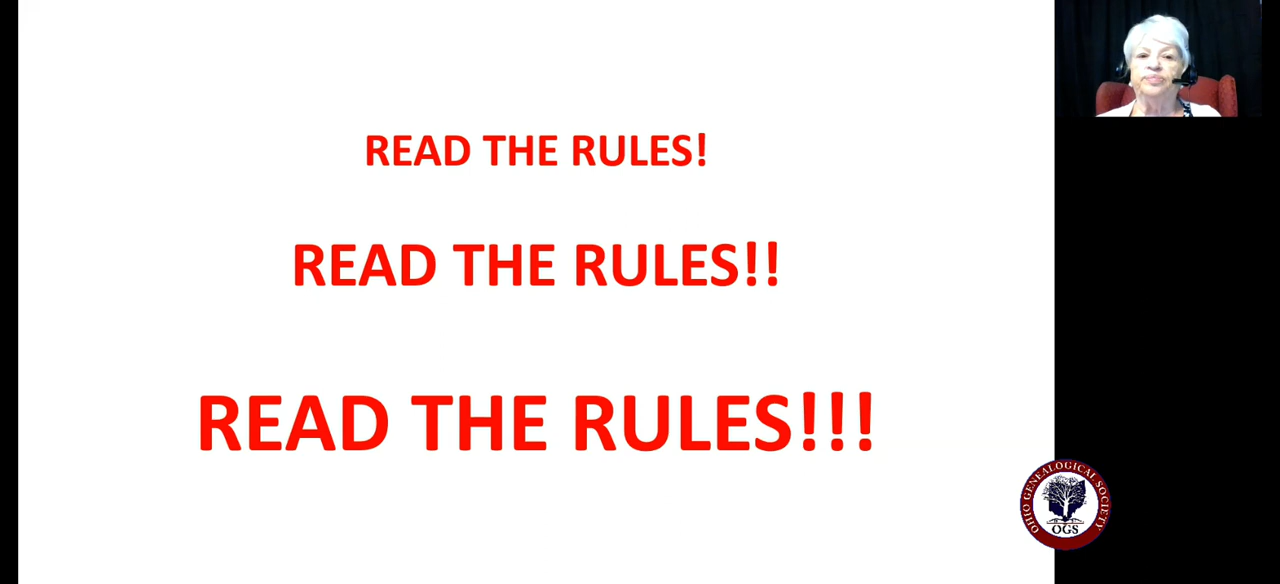 READ THE RULES!
READ THE RULES!!
READ THE RULES!!!
OHIO GENEALOGICAL SOCIETY
OGS